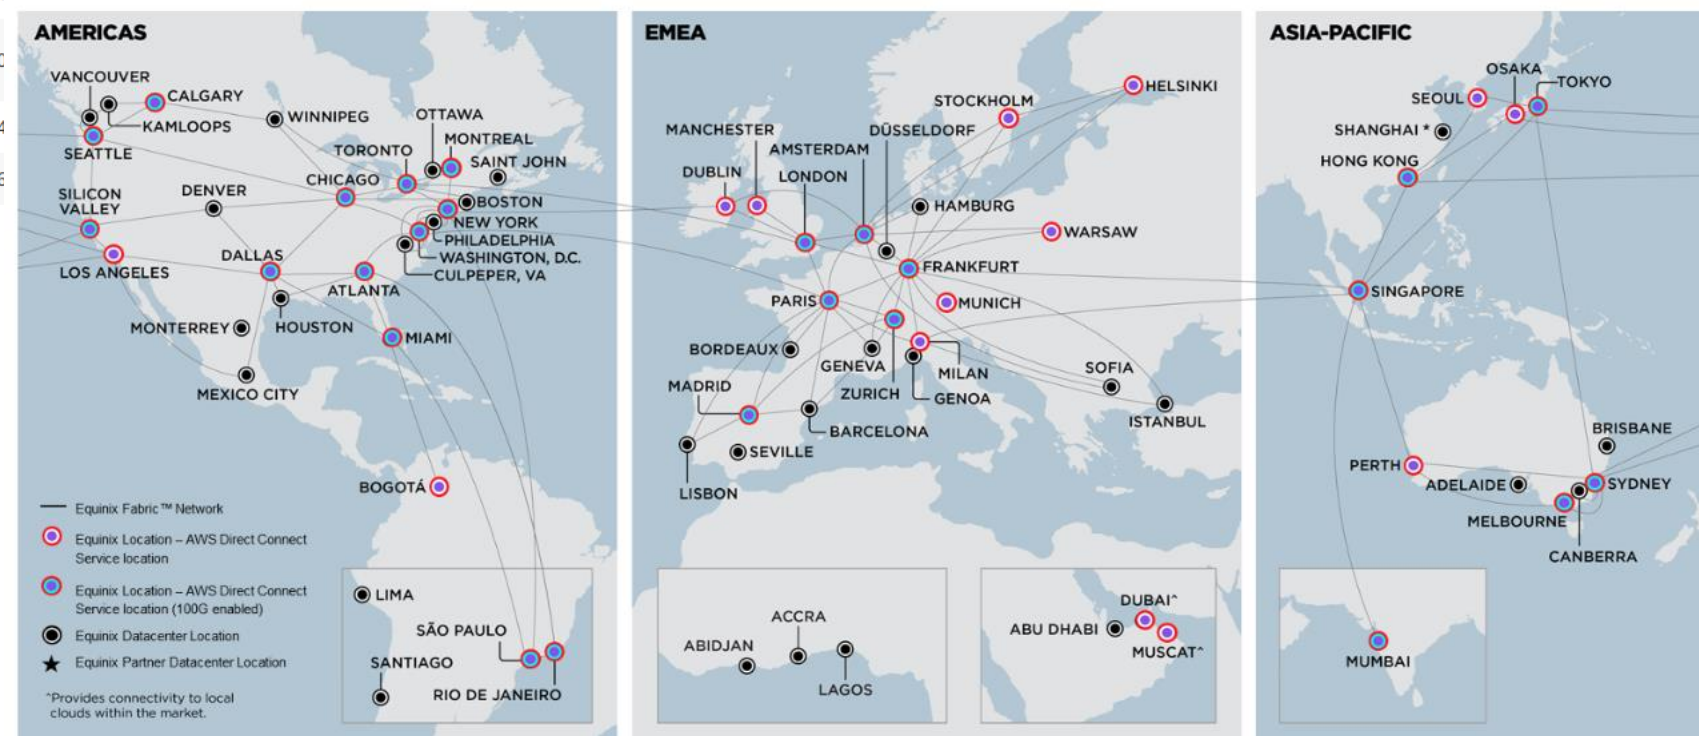 0
4
6
AMERICAS
VANCOUVER
CALGARY
KAMLOOPS
WINNIPEG
OTTAWA
MONTREAL
SEATTLE
TORONTO
SAINT JOHN
CHICAGO
SILICON
VALLEY
DENVER
BOSTON
NEW YORK
PHILADELPHIA
WASHINGTON, D.C.
CULPEPER, VA
LOS ANGELES
DALLAS
ATLANTA
MONTERREY
HOUSTON
MIAMI
MEXICO CITY
BOGOTÁ
Equinix Fabric™ Network
Equinix Location – AWS Direct Connect
Service location
Equinix Location – AWS Direct Connect
Service location (100G enabled)
Equinix Datacenter Location
Equinix Partner Datacenter Location
^Provides connectivity to local
clouds within the market.
LIMA
SÃO PAULO
SANTIAGO
RIO DE JANEIRO
EMEA
HELSINKI
STOCKHOLM
MANCHESTER
DÜSSELDORF
AMSTERDAM
DUBLIN
LONDON
HAMBURG
WARSAW
FRANKFURT
PARIS
MUNICH
BORDEAUX
GENEVA
MILAN
SOFIA
MADRID
ZURICH
GENOA
ISTANBUL
BARCELONA
SEVILLE
LISBON
ACCRA
ABIDJAN
LAGOS
DUBAI^
ABU DHABI
MUSCAT^
ASIA-PACIFIC
OSAKA
TOKYO
SEOUL
SHANGHAI *
HONG KONG
SINGAPORE
BRISBANE
PERTH
ADELAIDE
SYDNEY
MELBOURNE
CANBERRA
MUMBAI